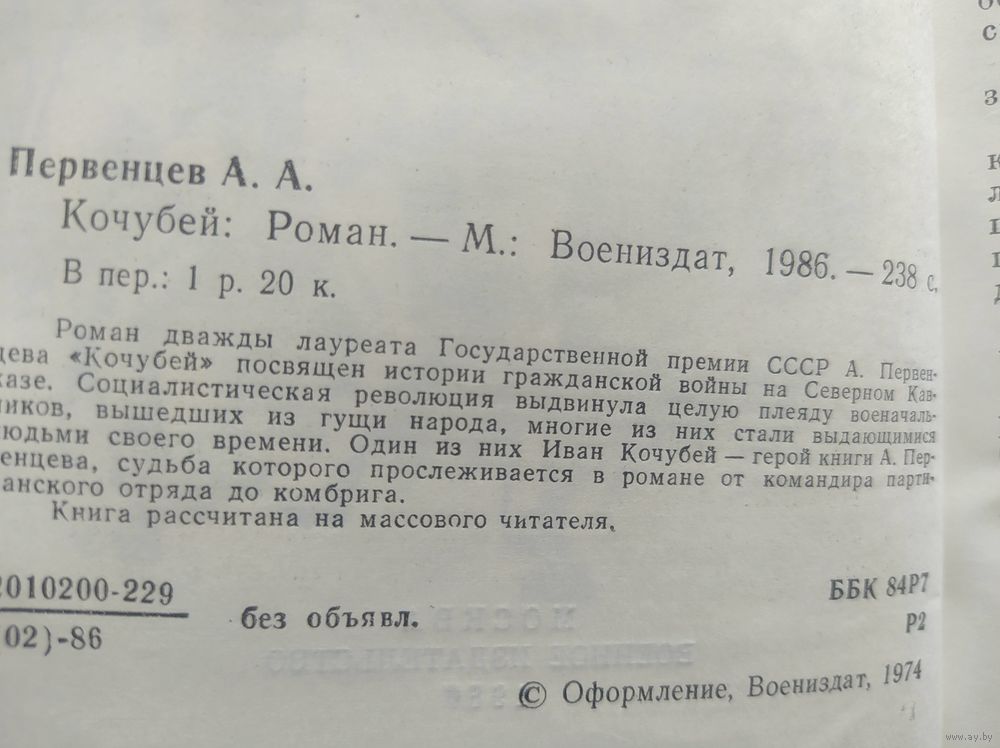 Первенцев А. А.
Кочубей: Роман. — М.: Воениздат, 1986. — 238 с.
В пер.: 1 р. 20 к.
Роман дважды лауреата Государственной премии СССР А. Первен-
цева «Кочубей» посвящен истории гражданской войны на Северном Кав-
казе. Социалистическая революция выдвинула целую плеяду военачаль-
ников, вышедших из гущи народа, многие из них стали выдающимися
людьми своего времени. Один из них Иван Кочубей — герой книги А. Пер-
венцева, судьба которого прослеживается в романе от командира парти-
занского отряда до комбрига.
Книга рассчитана на массового читателя.
2010200-229
02)-86
без объявл.
ББК 84Р7
Р2
© Оформление, Воениздат, 1974
www.ay.by